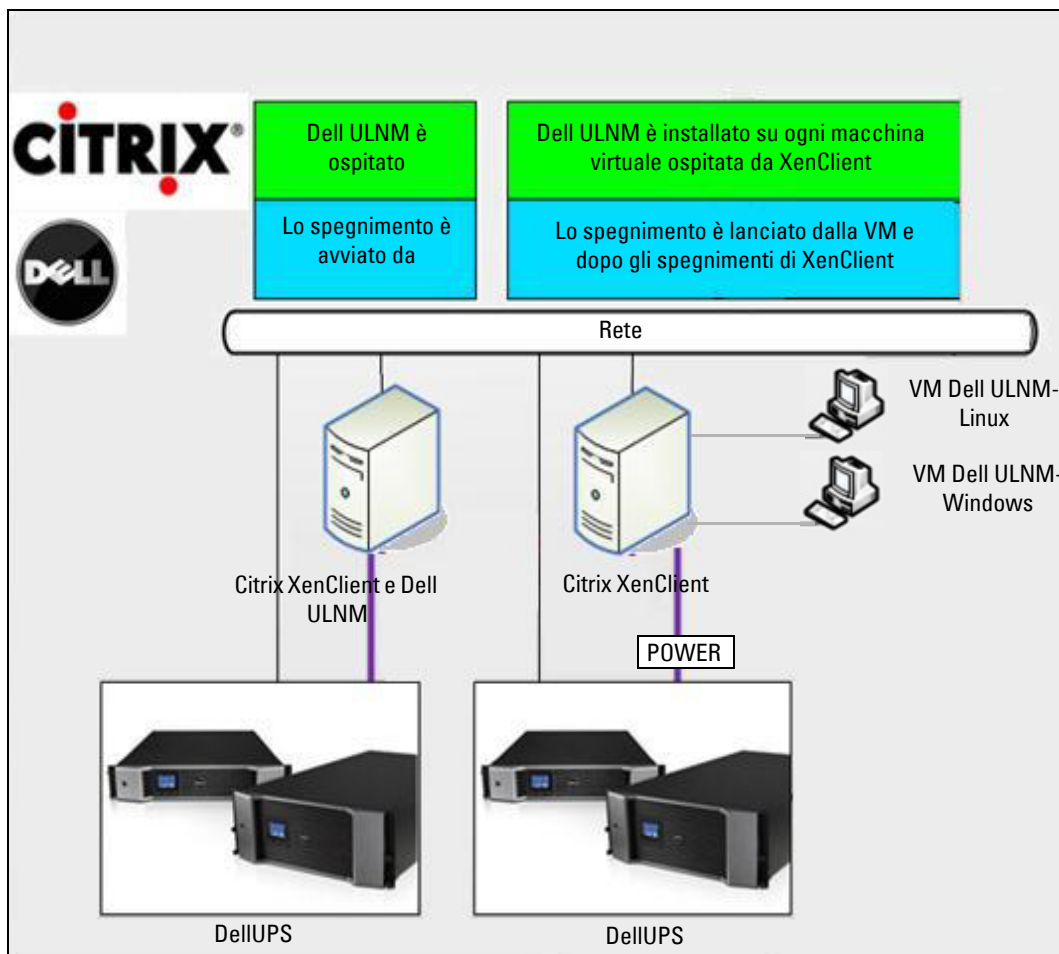 CİTRIX®
DELL
Dell ULNM è
ospitato
Dell ULNM è installato su ogni macchina
virtuale ospitata da XenClient
Lo spegnimento è
avviato da
Lo spegnimento è lanciato dalla VM e
dopo gli spegnimenti di XenClient
Rete
VM Dell ULNM-
Linux
VM Dell ULNM-
Windows
Citrix XenClient e Dell
ULNM
Citrix XenClient
POWER
DellUPS
DellUPS